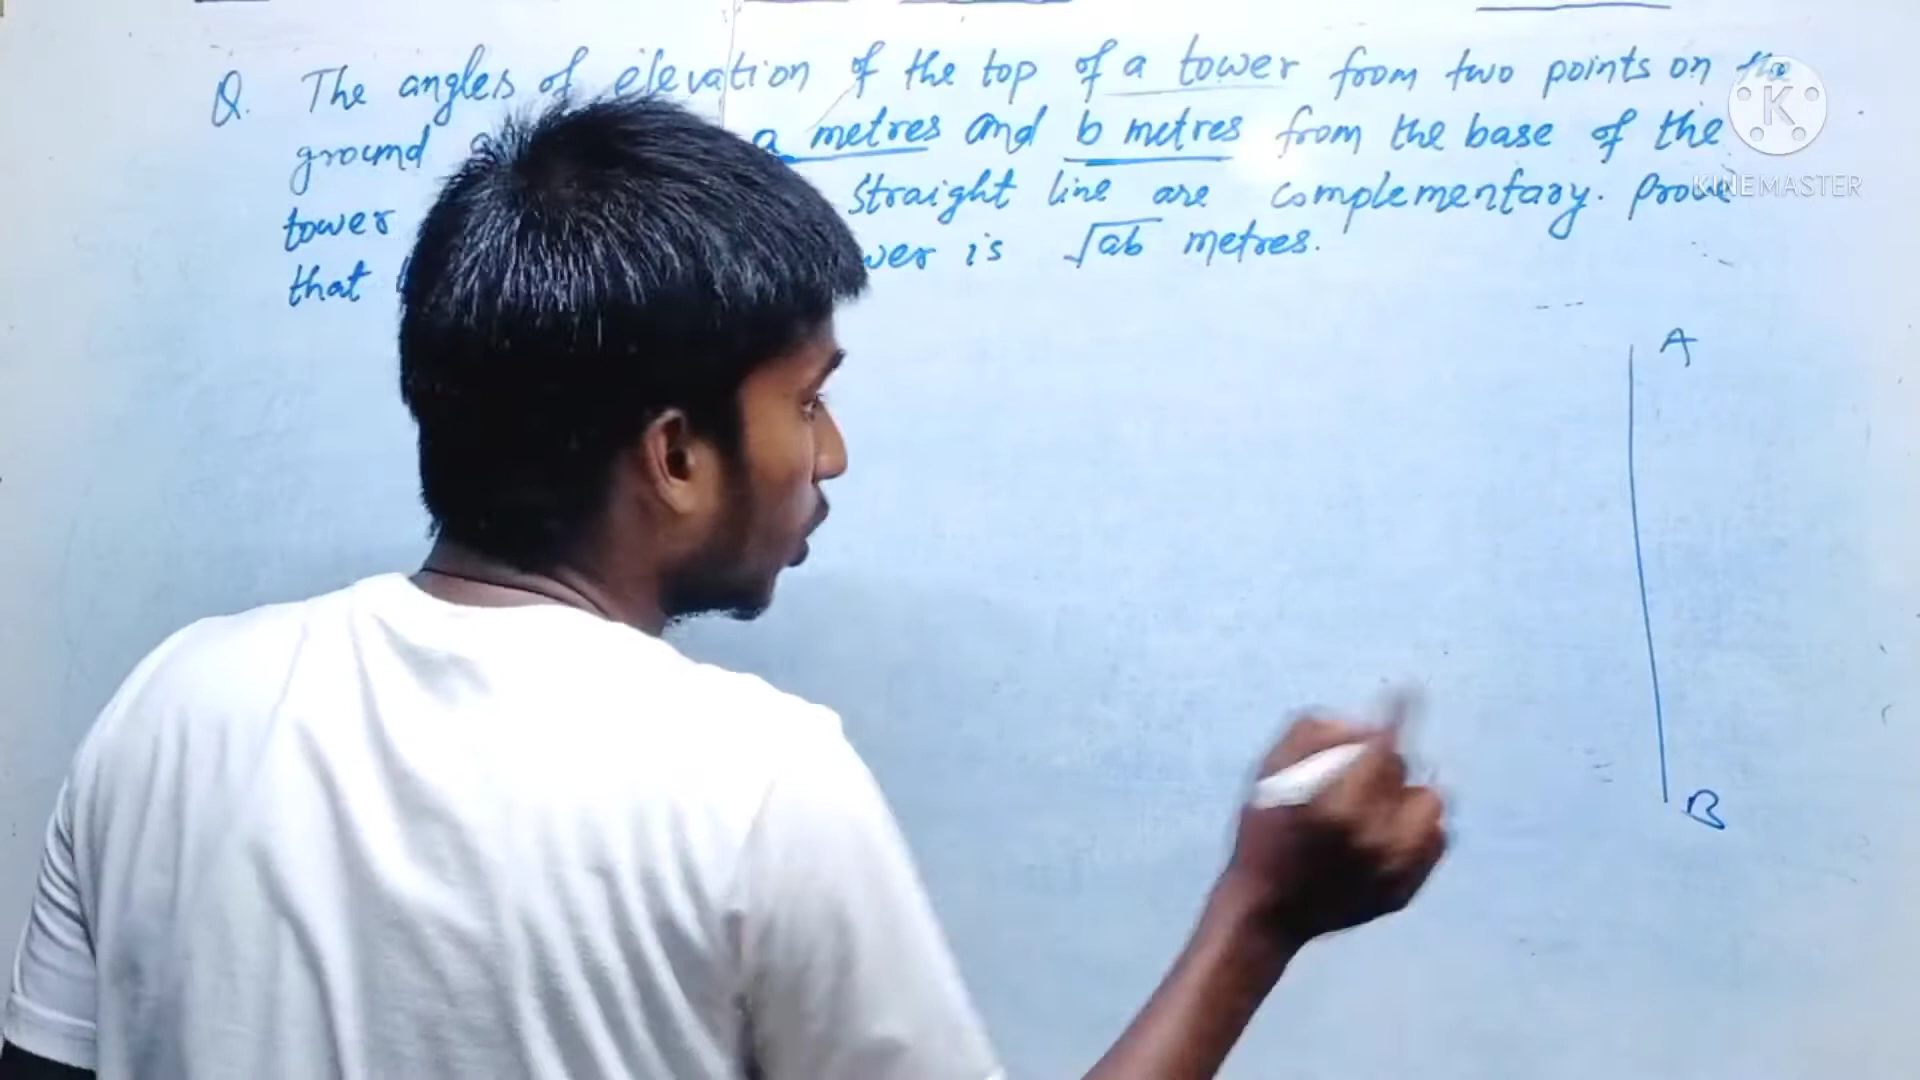 Q. The angles of elevation of the top of a tower from two points on the
ground a metres and b metres from the base of the
tower straight line are complementary. Prove
that is √ab metres.
K
KINEMASTER
A
B